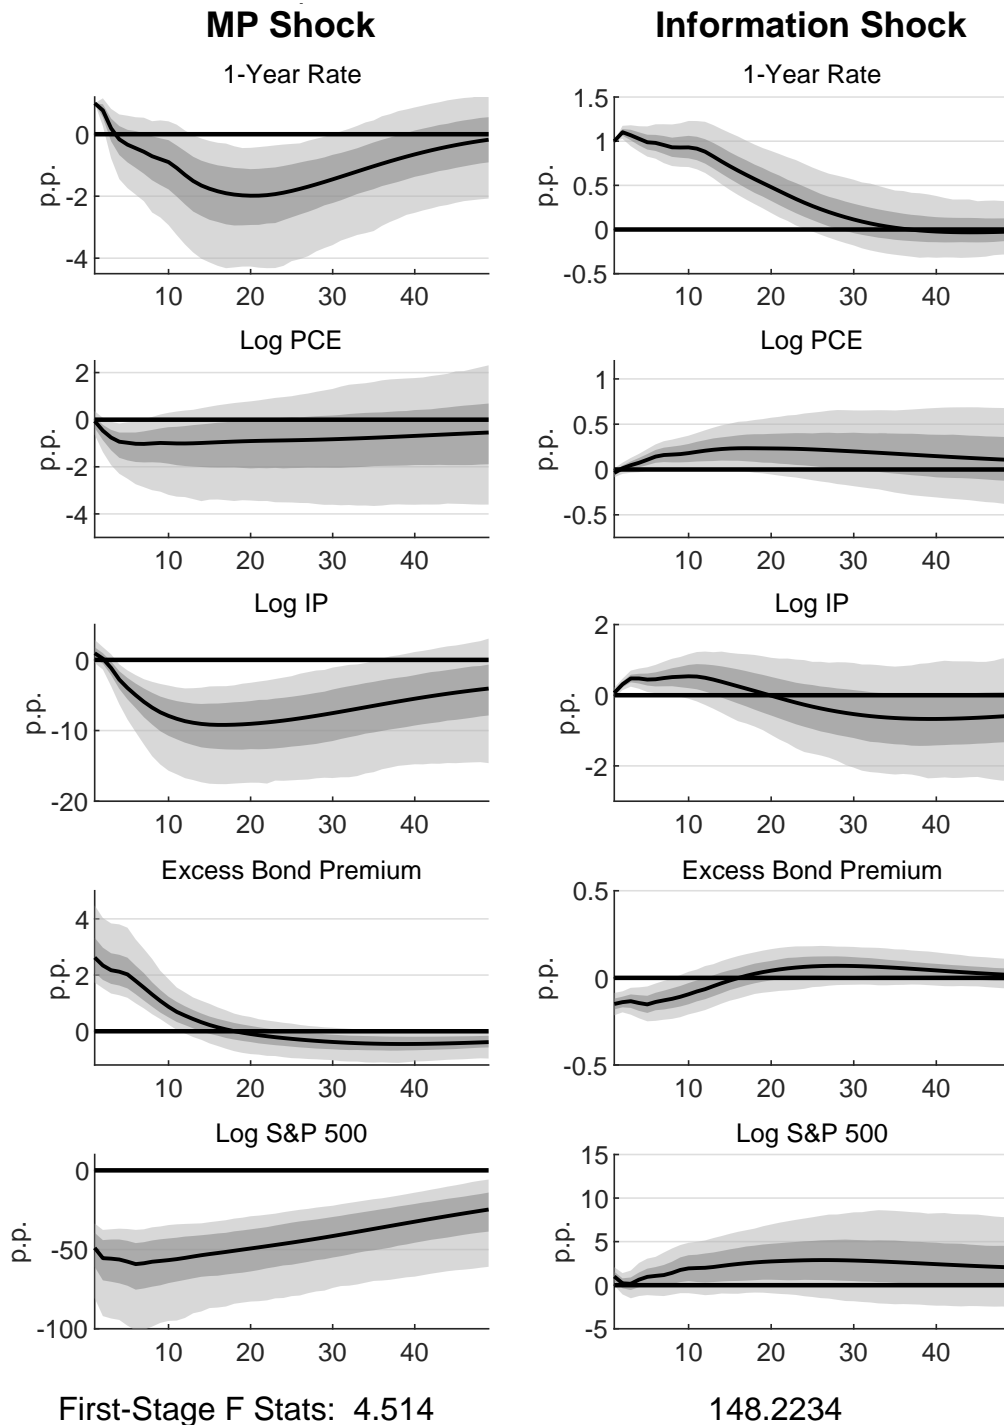 MP Shock
Information Shock
1-Year Rate
1-Year Rate
p.p.
0
-2
-4
10 20 30 40
p.p.
1.5
1
0.5
0
-0.5
10 20 30 40
Log PCE
Log PCE
p.p.
2
0
-2
-4
10 20 30 40
p.p.
1
0.5
0
-0.5
10 20 30 40
Log IP
Log IP
p.p.
0
-10
-20
10 20 30 40
p.p.
2
0
-2
10 20 30 40
Excess Bond Premium
Excess Bond Premium
p.p.
4
2
0
10 20 30 40
p.p.
0.5
0
-0.5
10 20 30 40
Log S&P 500
Log S&P 500
p.p.
0
-50
-100
10 20 30 40
p.p.
15
10
5
0
-5
10 20 30 40
First-Stage F Stats: 4.514
148.2234